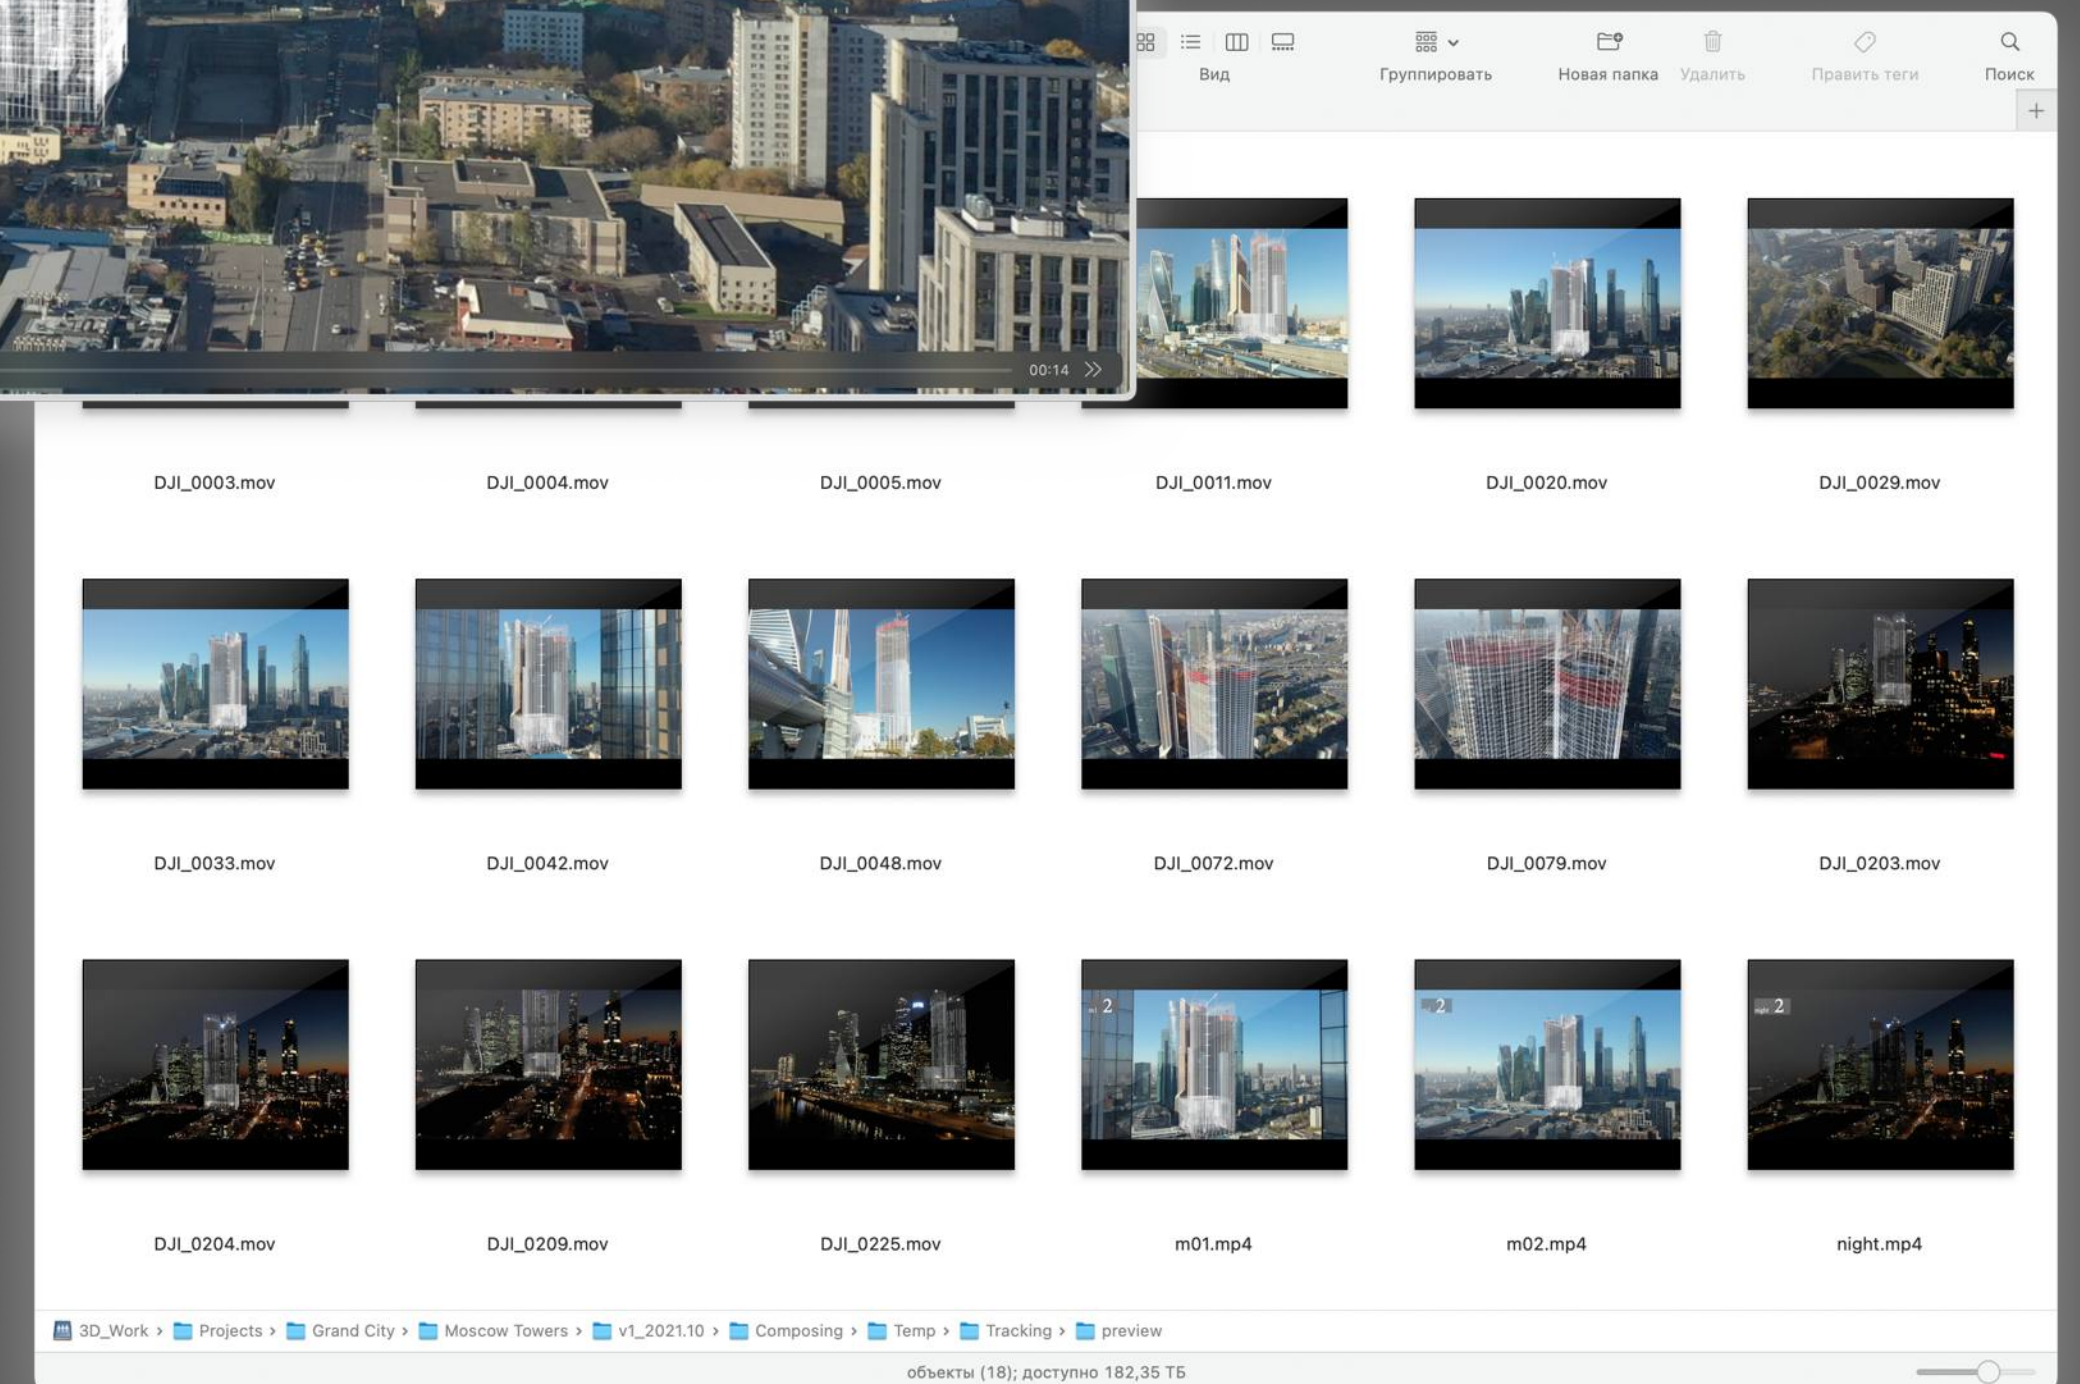 Вид
Группировать
Новая папка
Удалить
Править теги
Поиск
00:14
DJI_0003.mov
DJI_0004.mov
DJI_0005.mov
DJI_0011.mov
DJI_0020.mov
DJI_0029.mov
DJI_0033.mov
DJI_0042.mov
DJI_0048.mov
DJI_0072.mov
DJI_0079.mov
DJI_0203.mov
2
2
night 2
DJI_0204.mov
DJI_0209.mov
DJI_0225.mov
m01.mp4
m02.mp4
night.mp4
3D_Work › Projects › Grand City › Moscow Towers › v1_2021.10 › Composing › Temp › Tracking › preview
объекты (18); доступно 182,35 ТБ